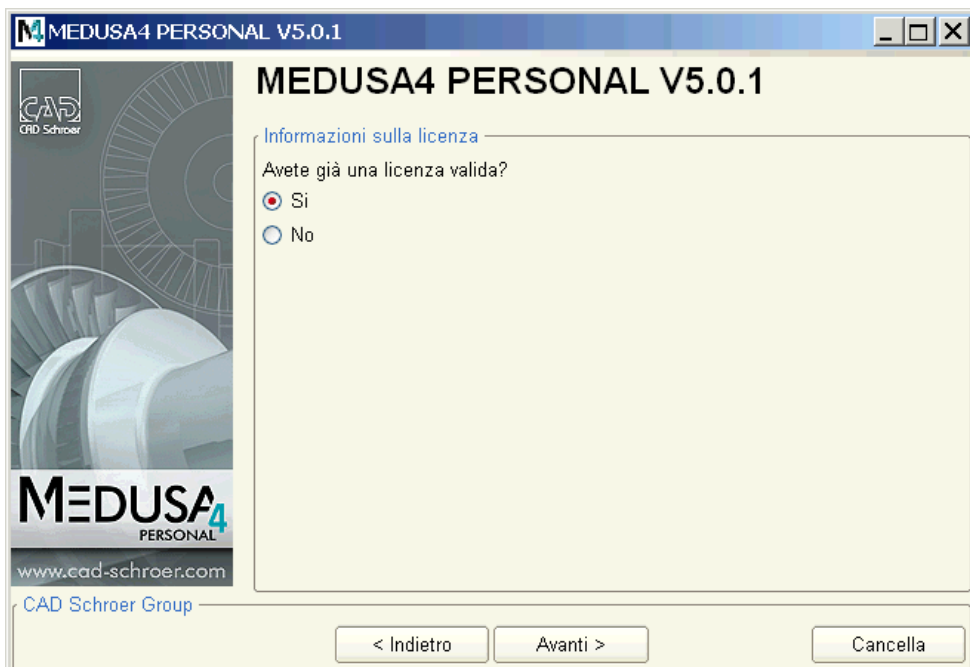 MEDUSA4 PERSONAL V5.0.1
CAD
CAD Schroer
MEDUSA4 PERSONAL V5.0.1
Informazioni sulla licenza
Avete già una licenza valida?
Si
No
MEDUSA4
PERSONAL
www.cad-schroer.com
CAD Schroer Group
< Indietro
Avanti >
Cancella